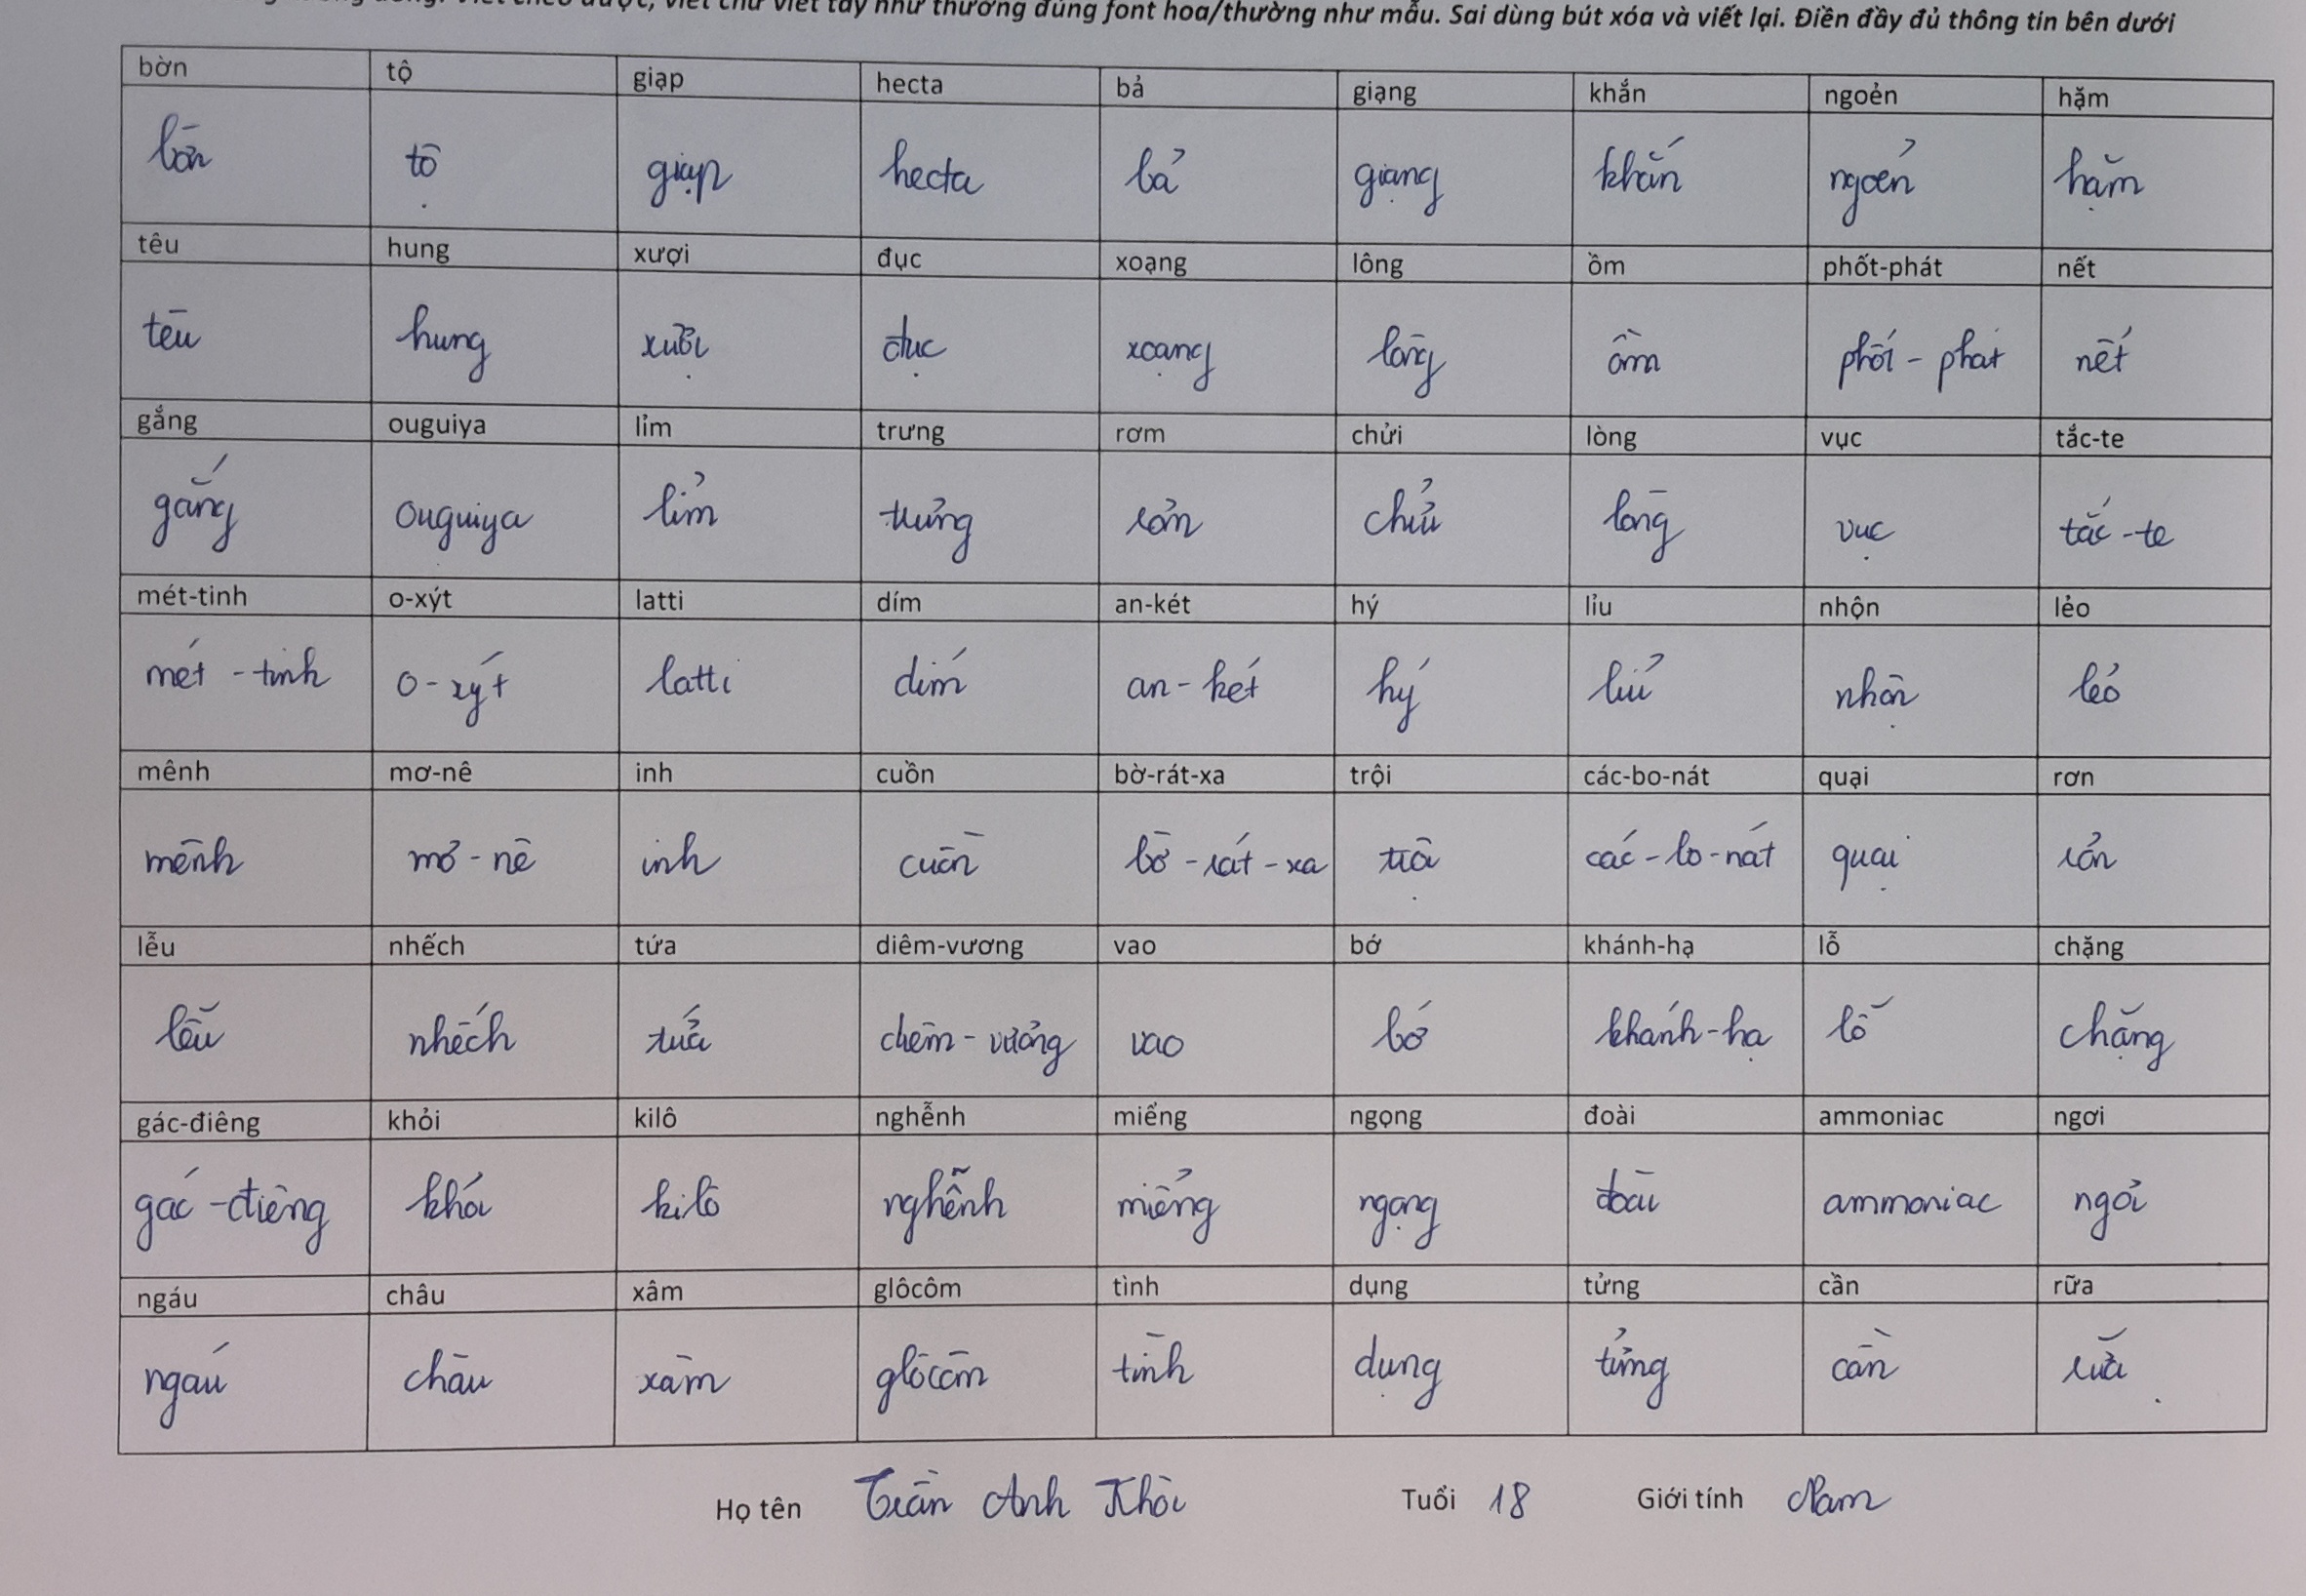 viết chữ viết tay như thường đúng font hoa/thường như mẫu. Sai dùng bút xóa và viết lại. Điền đầy đủ thông tin bên dưới
bờn tộ giạp hecta bả giạng khắn ngoẻn hặm
bờn tộ giạp hecta bả giạng khắn ngoẻn hặm
têu hung xượi đục xoạng lông ồm phốt-phát nết
têu hung xượi đục xoạng lông ồm phốt-phát nết
gắng ouguiya lỉm trưng rơm chửi lòng vục tắc-te
gắng ouguiya lỉm trưng rơm chửi lòng vục tắc-te
mét-tinh o-xýt latti dím an-két hý lỉu nhộn lẻo
mét-tinh o-xýt latti dím an-két hý lỉu nhộn lẻo
mênh mơ-nê inh cuồn bờ-rát-xa trội các-bo-nát quại rơn
mênh mơ-nê inh cuồn bờ-rát-xa trội các-bo-nát quại rơn
lễu nhếch tứa diêm-vương vao bớ khánh-hạ lỗ chặng
lễu nhếch tứa diêm-vương vao bớ khánh-hạ lỗ chặng
gác-điêng khỏi kilô nghễnh miểng ngọng đoài ammoniac ngơi
gác-điêng khỏi kilô nghễnh miểng ngọng đoài ammoniac ngơi
ngáu châu xâm glôcôm tình dụng tửng cần rữa
ngáu châu xâm glôcôm tình dụng tửng cần rữa
Họ tên Trần Anh Khôi Tuổi 18 Giới tính Nam